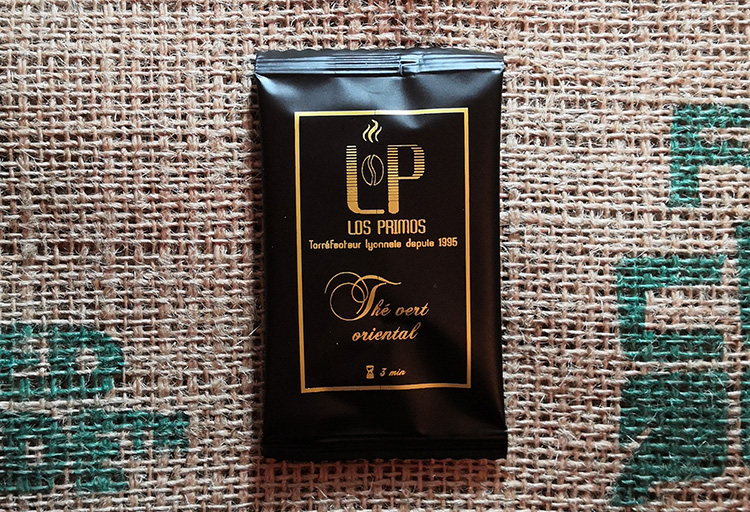 LP
LOS PRIMOS
Torréfacteur lyonnais depuis 1995
Thé vert
oriental
3 min